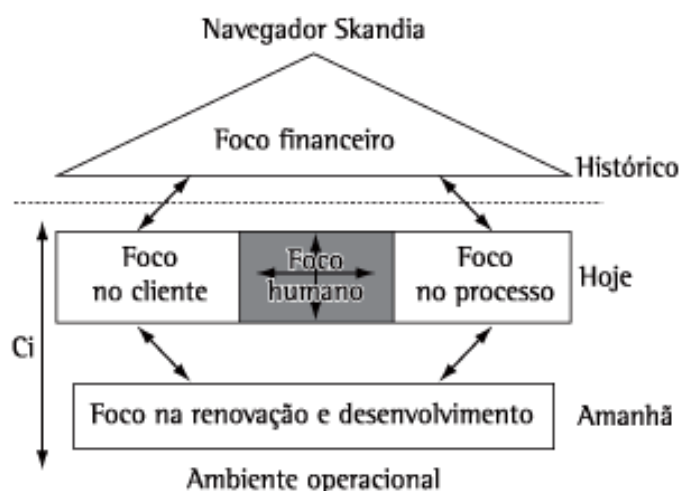 Navegador Skandia
Foco financeiro
Histórico
Foco
no cliente
Foco
humano
Foco
no processo
Hoje
Ci
Foco na renovação e desenvolvimento
Amanhã
Ambiente operacional